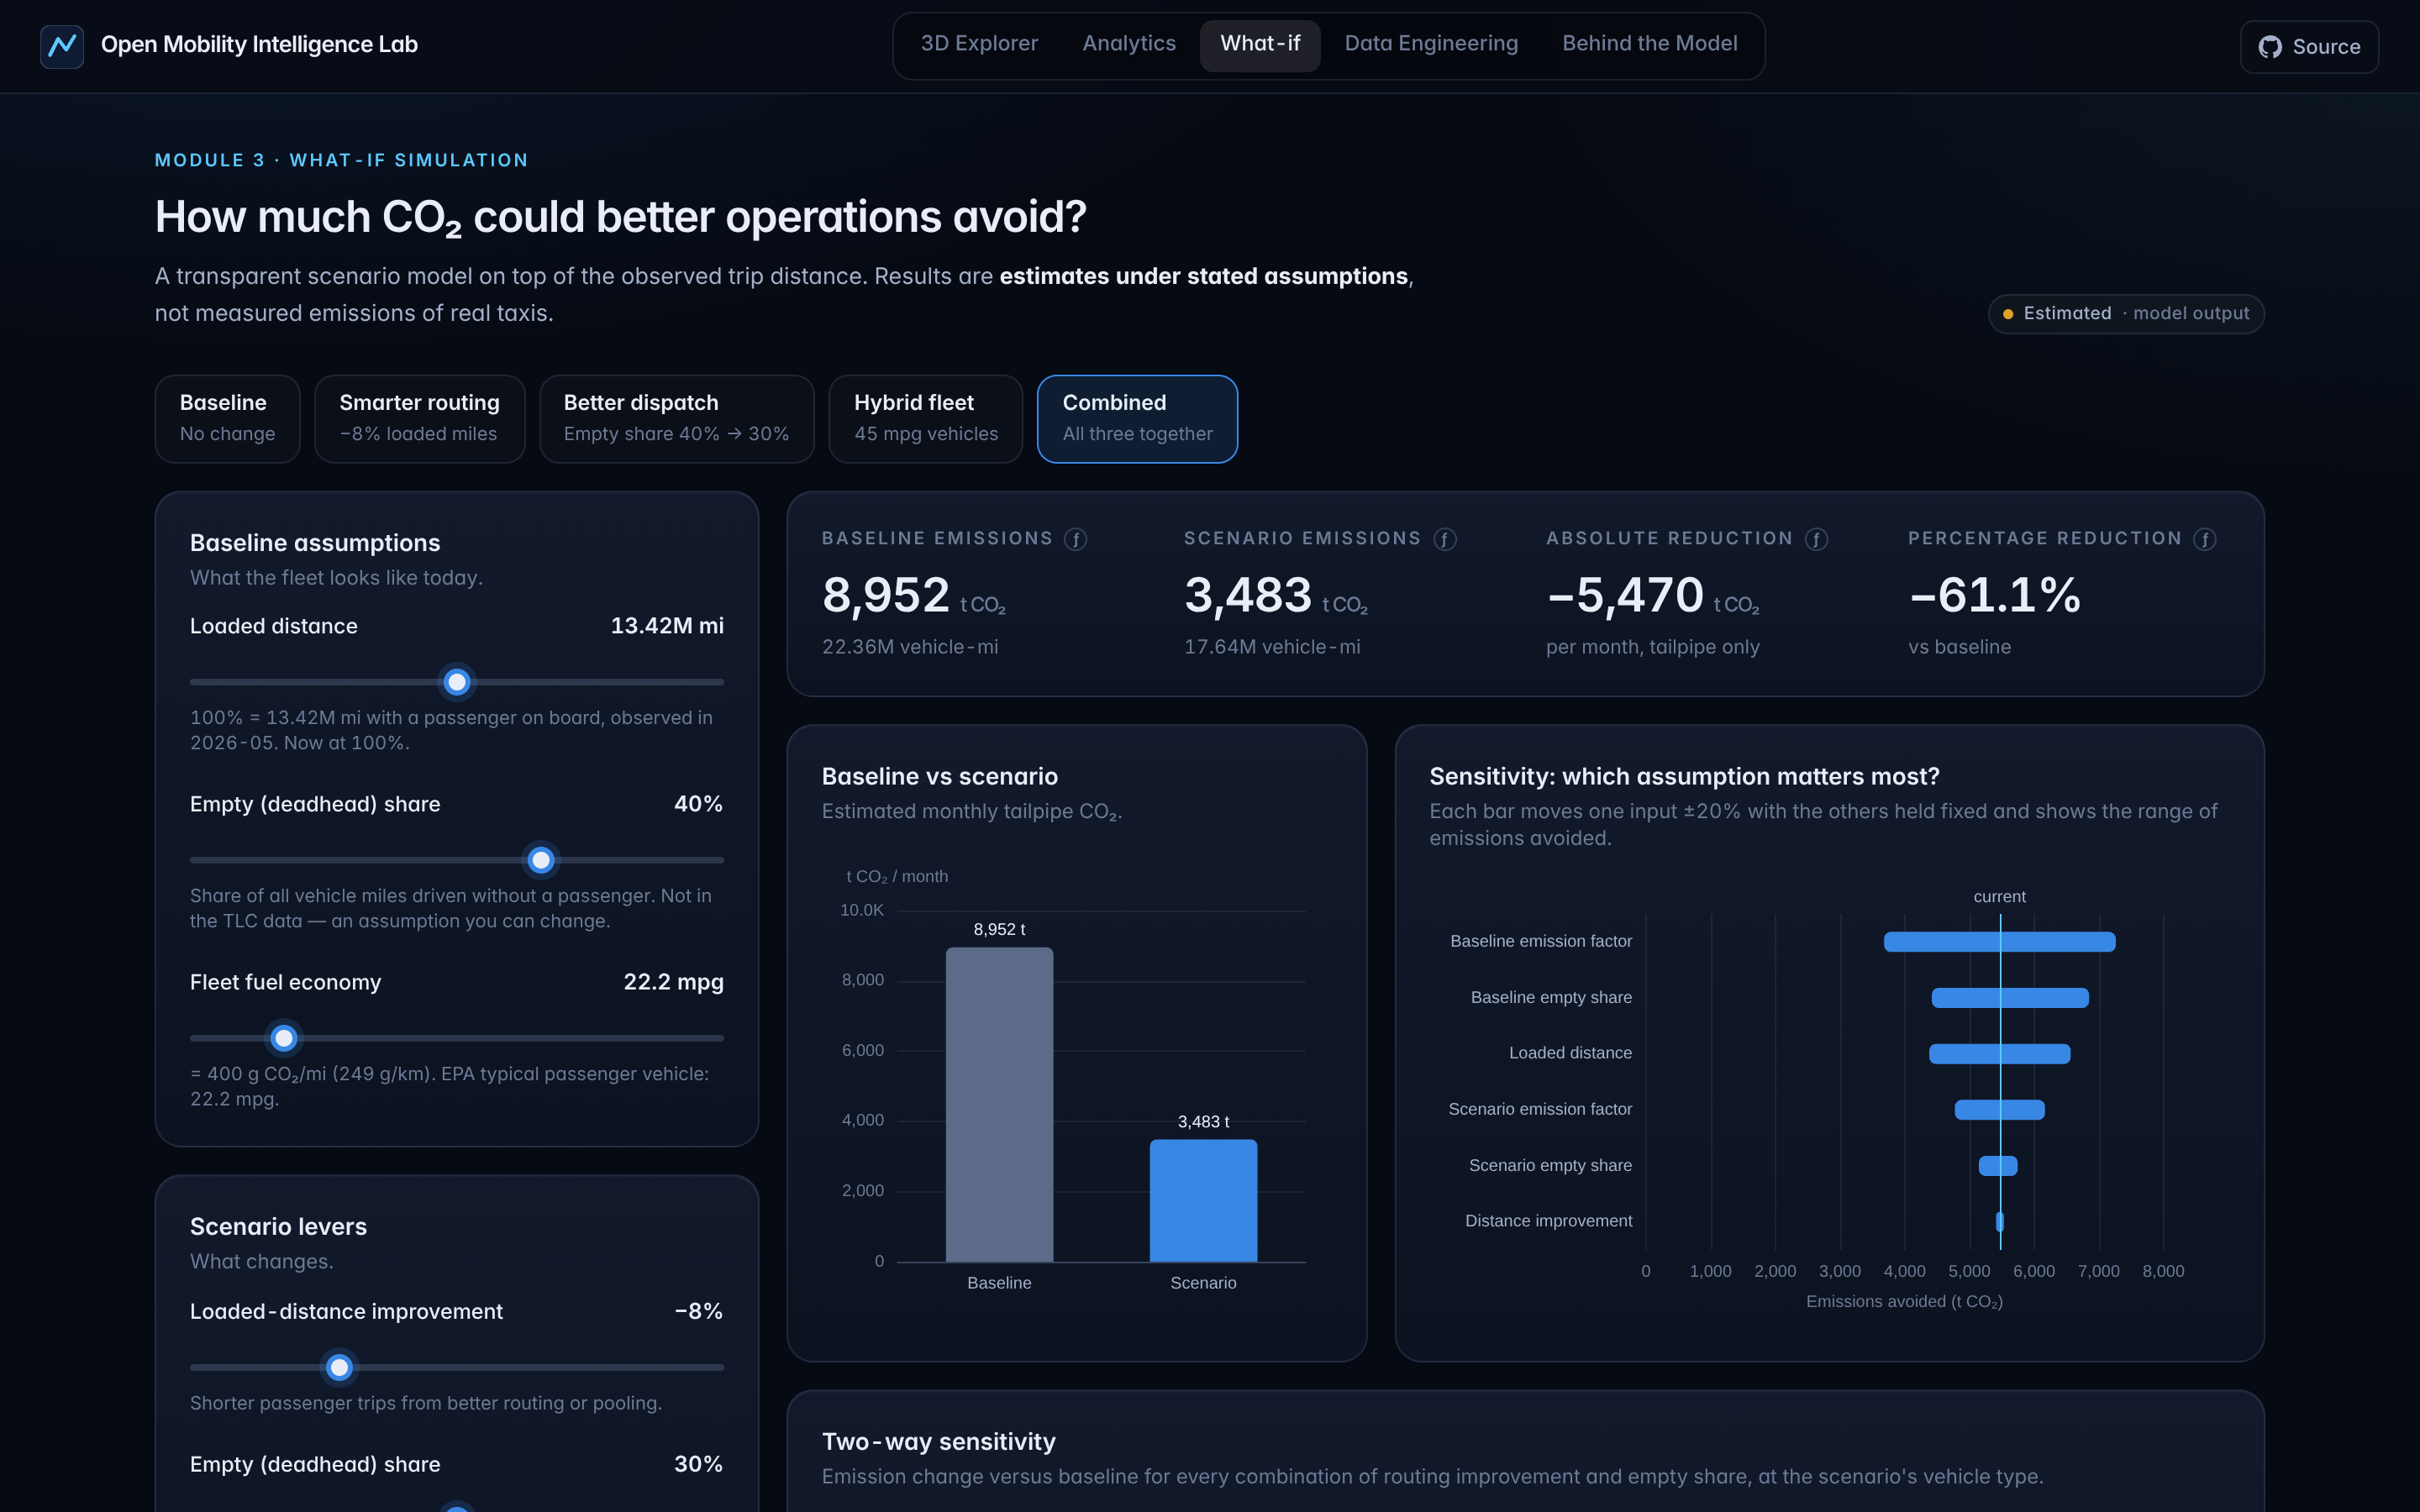 Open Mobility Intelligence Lab
3D Explorer
Analytics
What-if
Data Engineering
Behind the Model
Source
MODULE 3 · WHAT-IF SIMULATION
How much CO₂ could better operations avoid?
A transparent scenario model on top of the observed trip distance. Results are estimates under stated assumptions,
not measured emissions of real taxis.
Estimated · model output
Baseline
No change
Smarter routing
−8% loaded miles
Better dispatch
Empty share 40% → 30%
Hybrid fleet
45 mpg vehicles
Combined
All three together
Baseline assumptions
What the fleet looks like today.
Loaded distance 13.42M mi
100% = 13.42M mi with a passenger on board, observed in
2026-05. Now at 100%.
Empty (deadhead) share 40%
Share of all vehicle miles driven without a passenger. Not in
the TLC data — an assumption you can change.
Fleet fuel economy 22.2 mpg
= 400 g CO₂/mi (249 g/km). EPA typical passenger vehicle:
22.2 mpg.
Scenario levers
What changes.
Loaded-distance improvement −8%
Shorter passenger trips from better routing or pooling.
Empty (deadhead) share 30%
BASELINE EMISSIONS ƒ
8,952 t CO₂
22.36M vehicle-mi
SCENARIO EMISSIONS ƒ
3,483 t CO₂
17.64M vehicle-mi
ABSOLUTE REDUCTION ƒ
−5,470 t CO₂
per month, tailpipe only
PERCENTAGE REDUCTION ƒ
−61.1%
vs baseline
Baseline vs scenario
Estimated monthly tailpipe CO₂.
t CO₂ / month
10.0K
8,000
6,000
4,000
2,000
0
8,952 t
3,483 t
Baseline
Scenario
Sensitivity: which assumption matters most?
Each bar moves one input ±20% with the others held fixed and shows the range of
emissions avoided.
current
Baseline emission factor
Baseline empty share
Loaded distance
Scenario emission factor
Scenario empty share
Distance improvement
0 1,000 2,000 3,000 4,000 5,000 6,000 7,000 8,000
Emissions avoided (t CO₂)
Two-way sensitivity
Emission change versus baseline for every combination of routing improvement and empty share, at the scenario's vehicle type.